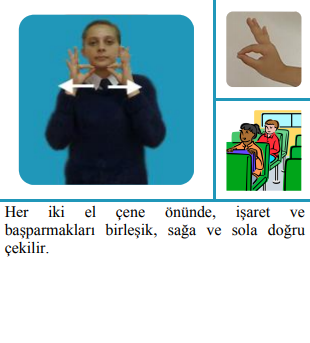 Her iki el çene önünde, işaret ve
başparmakları birleşik, sağa ve sola doğru
çekilir.